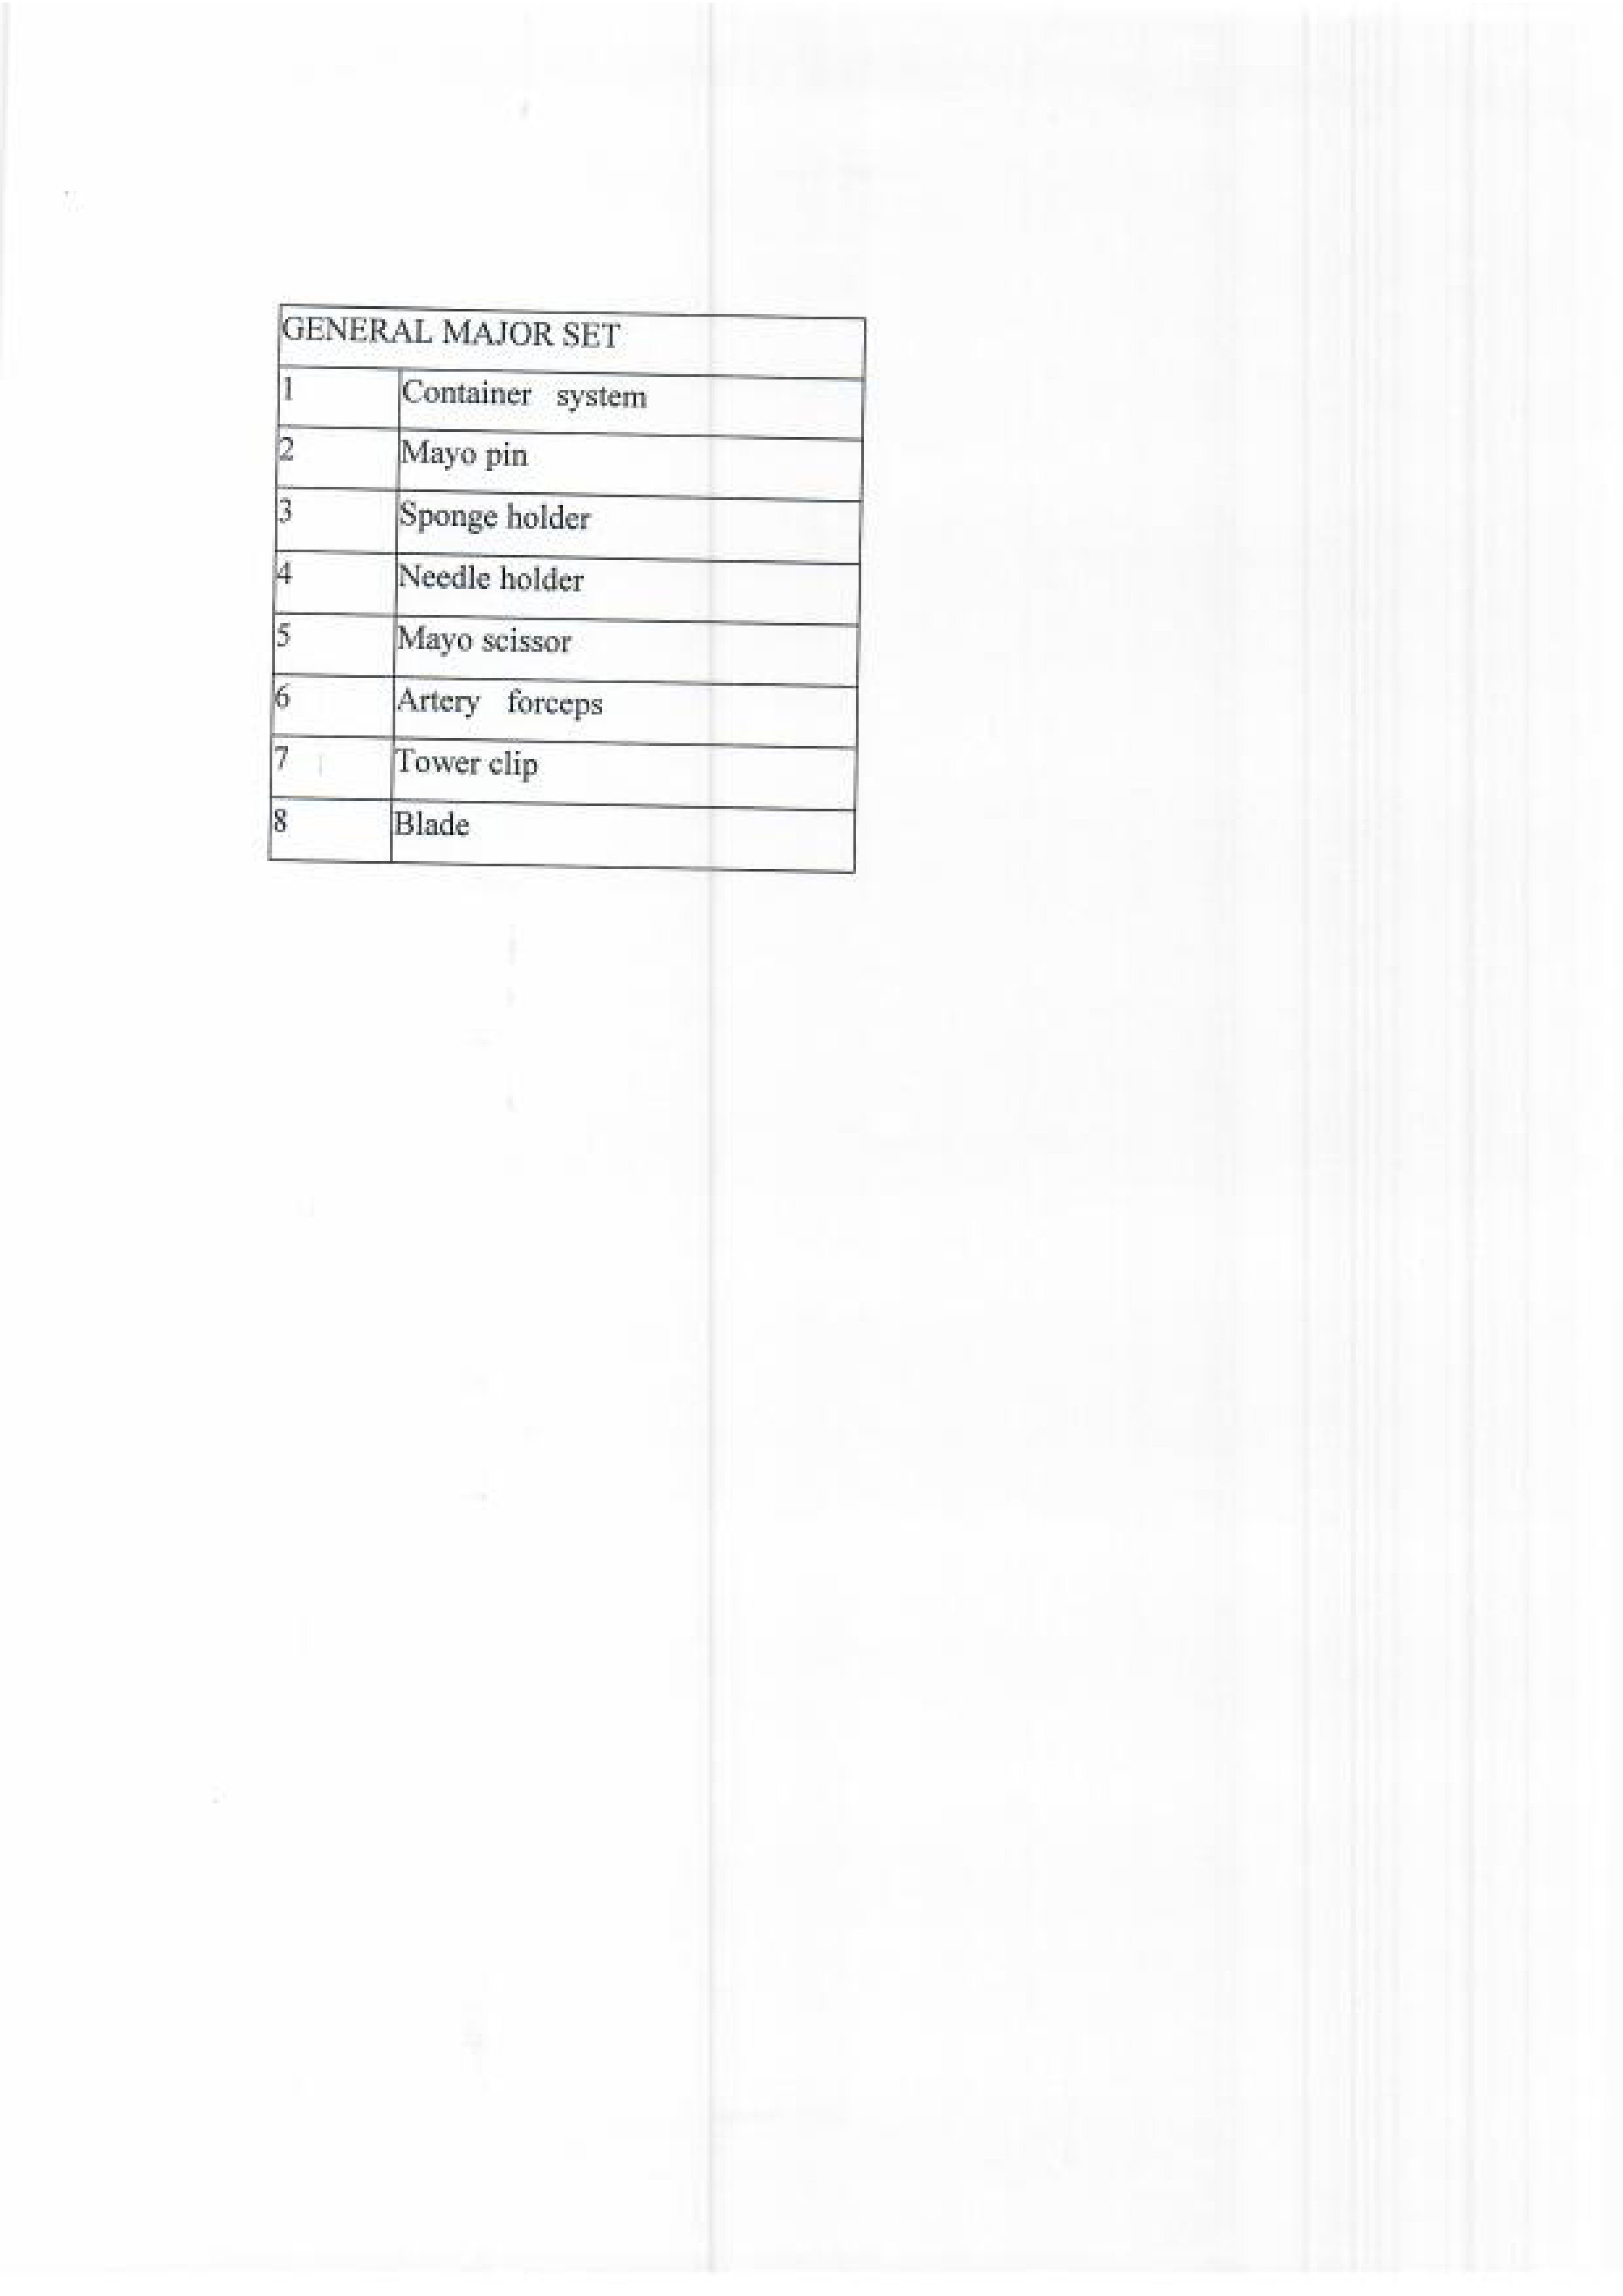 GENERAL MAJOR SET
1 Container system
2 Mayo pin
3 Sponge holder
4 Needle holder
5 Mayo scissor
6 Artery forceps
7 Tower clip
8 Blade